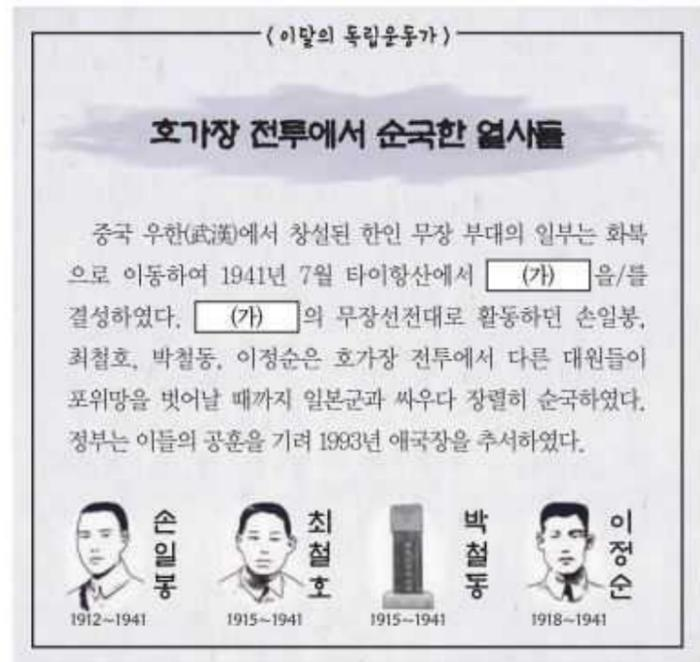 (이달의 독립운동가)
호가장 전투에서 순국한 열사들
중국 우한(武漢)에서 창설된 한인 무장 부대의 일부는 화북
으로 이동하여 1941년 7월 타이항산에서 (가) 을/를
결성하였다. (가) 의 무장선전대로 활동하던 손일봉,
최철호, 박철동, 이정순은 호가장 전투에서 다른 대원들이
포위망을 벗어날 때까지 일본군과 싸우다 장렬히 순국하였다.
정부는 이들의 공훈을 기려 1993년 애국장을 추서하였다.
손일봉
1912~1941
최철호
1915~1941
박철동
1915~1941
이정순
1918~1941